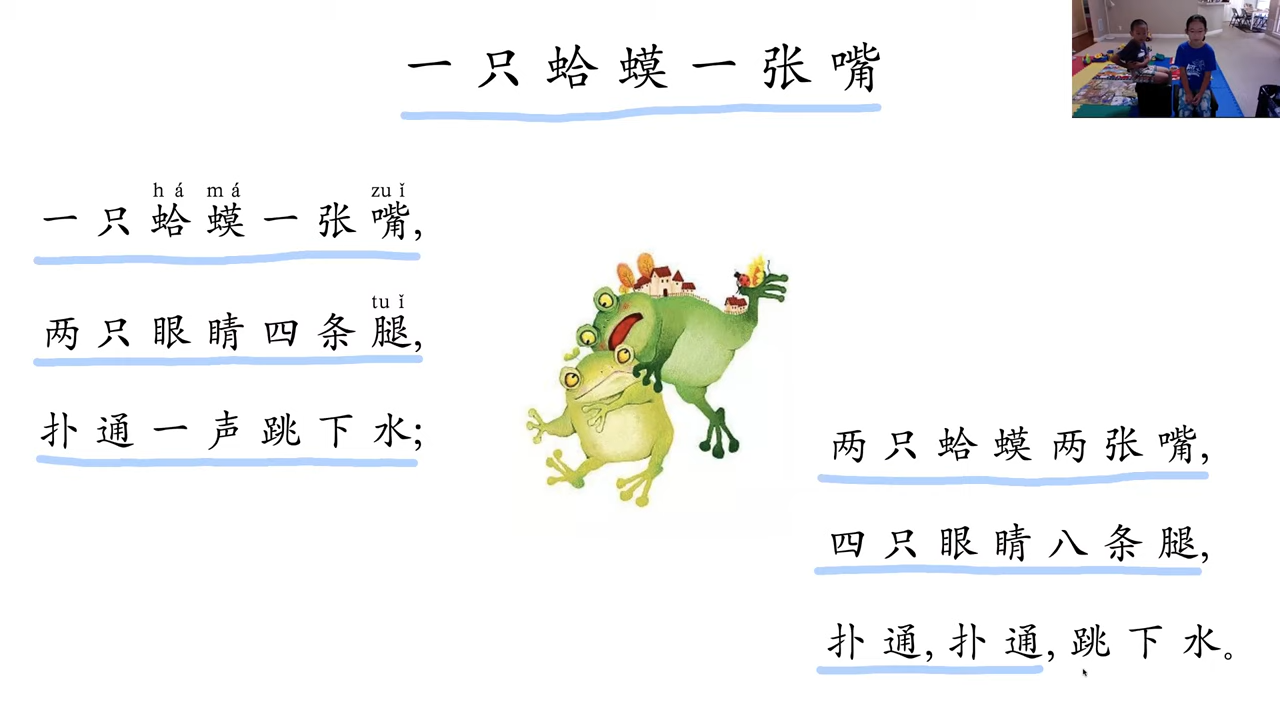 一只蛤蟆一张嘴
há má zuǐ
一只蛤蟆一张嘴,
tuǐ
两只眼睛四条腿,
扑通一声跳下水;
两只蛤蟆两张嘴,
四只眼睛八条腿,
扑通,扑通,跳下水。